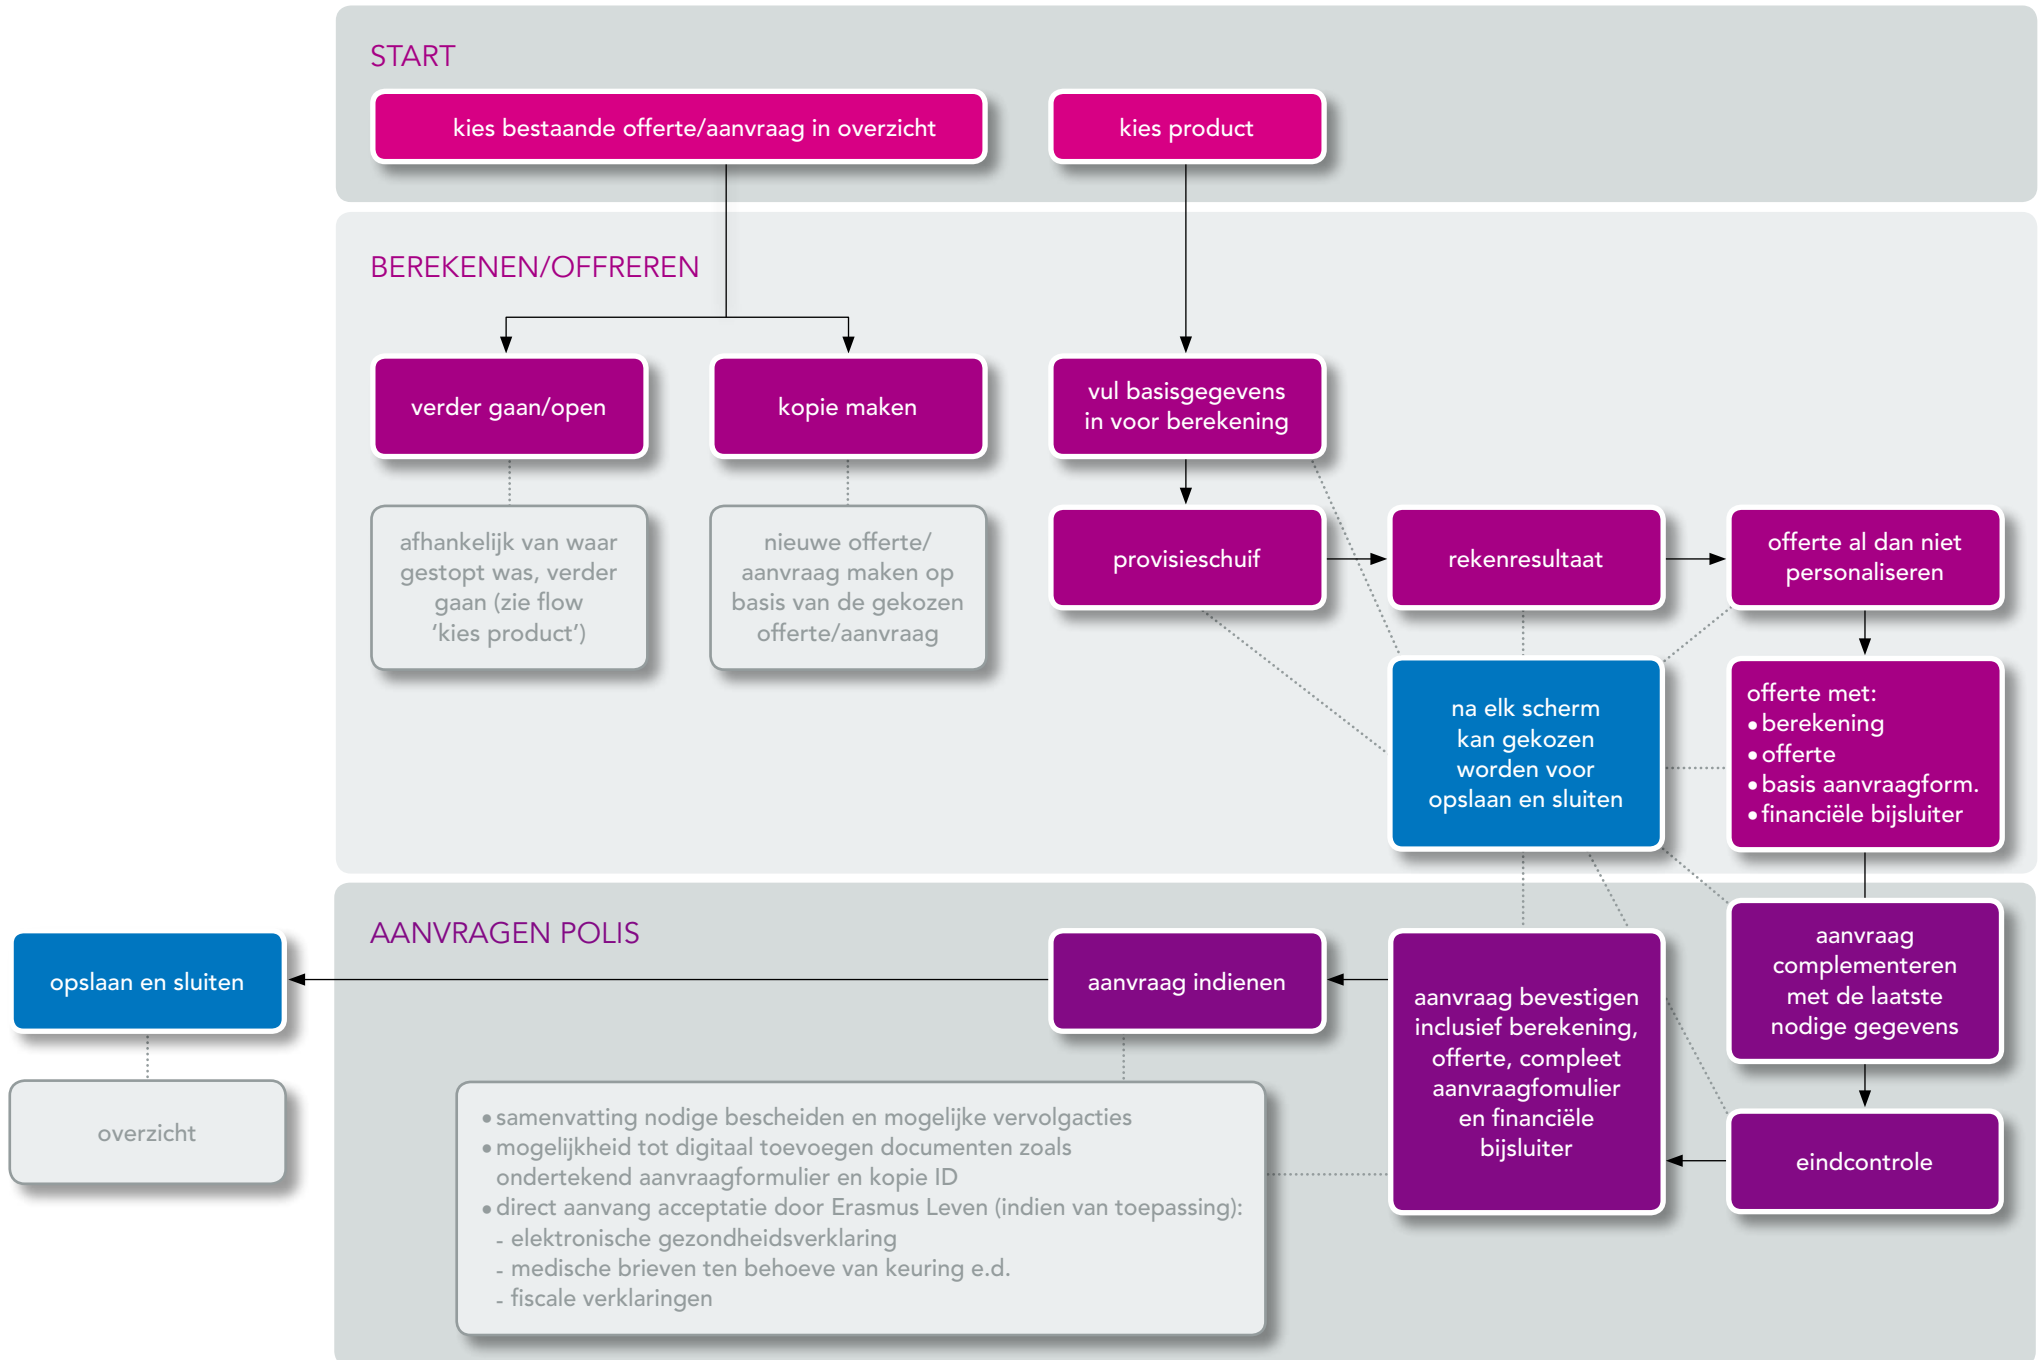 START
kies bestaande offerte/aanvraag in overzicht
kies product
BEREKENEN/OFFREREN
verder gaan/open
kopie maken
vul basisgegevens
in voor berekening
afhankelijk van waar
gestopt was, verder
gaan (zie flow
‘kies product’)
nieuwe offerte/
aanvraag maken op
basis van de gekozen
offerte/aanvraag
provisieschuif
rekenresultaat
offerte al dan niet
personaliseren
na elk scherm
kan gekozen
worden voor
opslaan en sluiten
offerte met:
• berekening
• offerte
• basis aanvraagform.
• financiële bijsluiter
AANVRAGEN POLIS
opslaan en sluiten
overzicht
aanvraag indienen
aanvraag bevestigen
inclusief berekening,
offerte, compleet
aanvraagfomulier
en financiële
bijsluiter
aanvraag
complementeren
met de laatste
nodige gegevens
eindcontrole
• samenvatting nodige bescheiden en mogelijke vervolgacties
• mogelijkheid tot digitaal toevoegen documenten zoals
ondertekend aanvraagformulier en kopie ID
• direct aanvang acceptatie door Erasmus Leven (indien van toepassing):
- elektronische gezondheidsverklaring
- medische brieven ten behoeve van keuring e.d.
- fiscale verklaringen